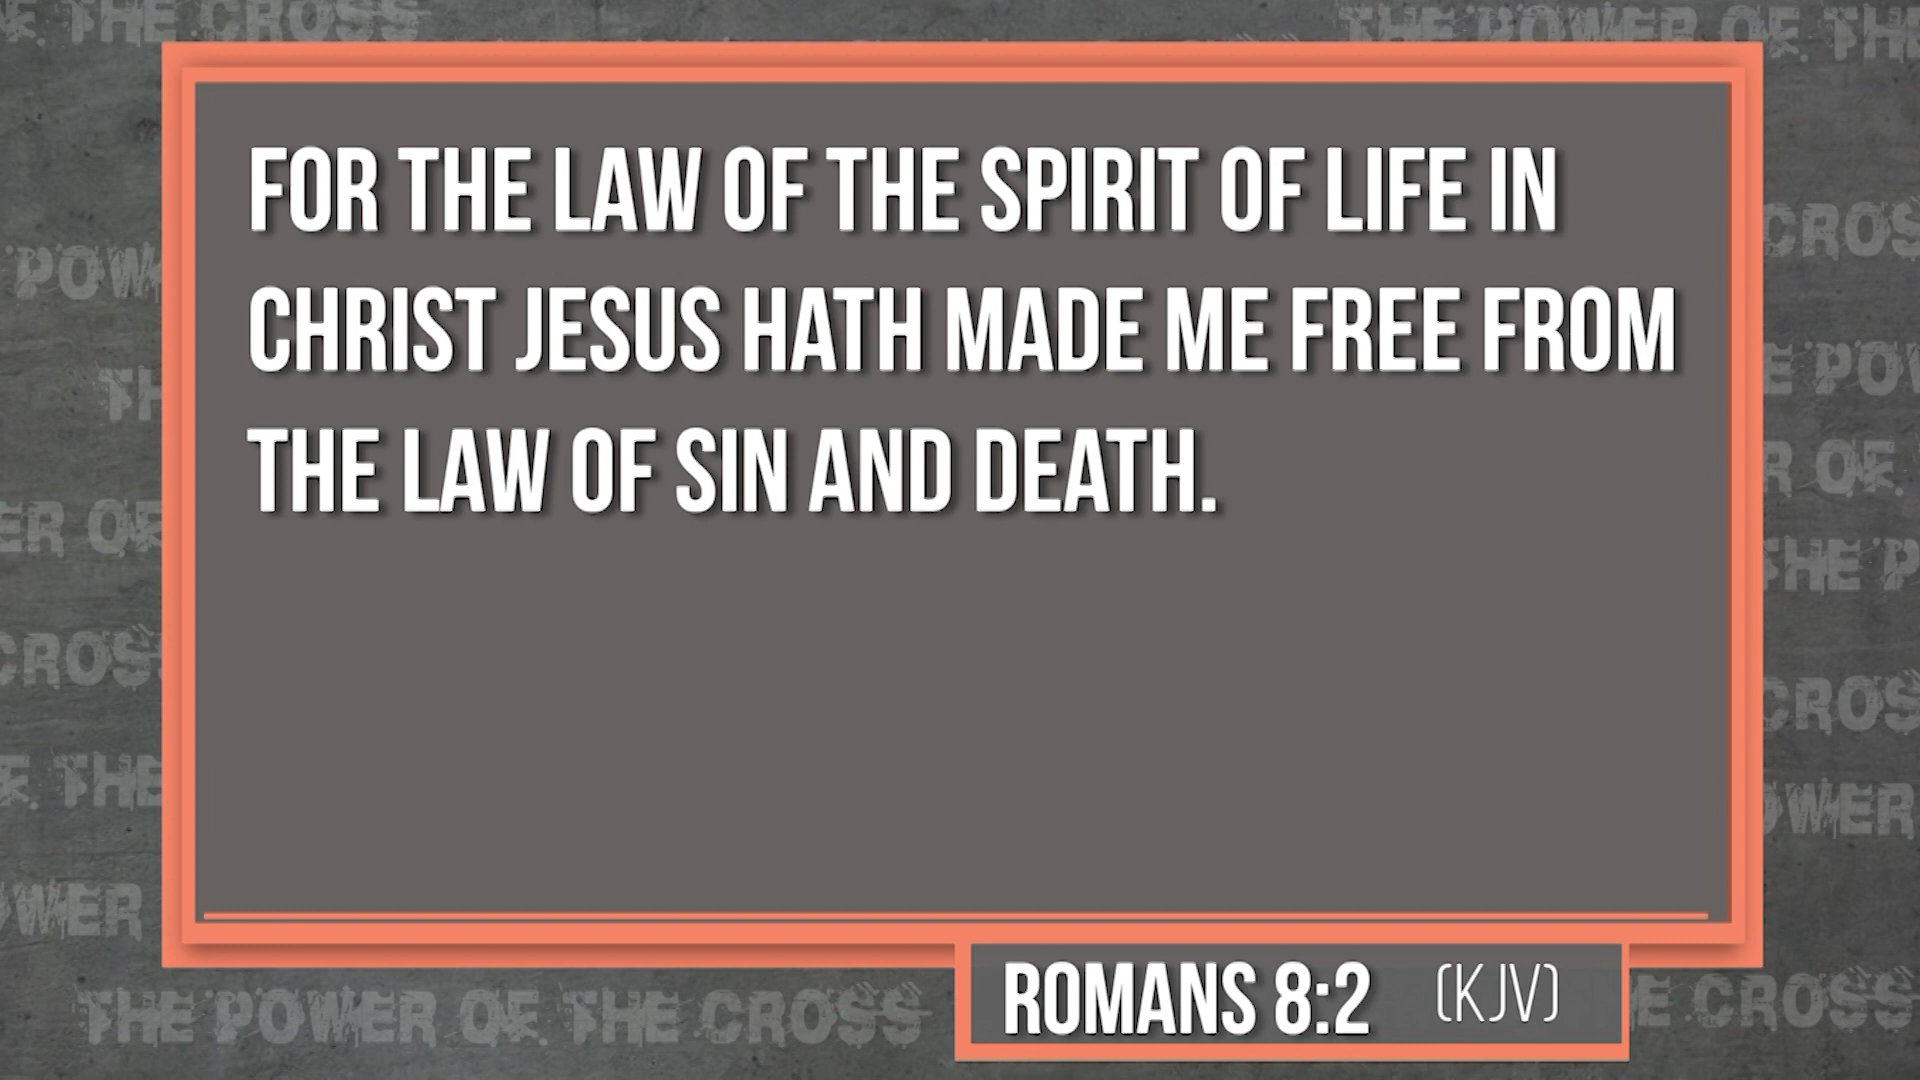 FOR THE LAW OF THE SPIRIT OF LIFE IN
CHRIST JESUS HATH MADE ME FREE FROM
THE LAW OF SIN AND DEATH.
ROMANS 8:2 (KJV)
THE POWER OF THE CROSS